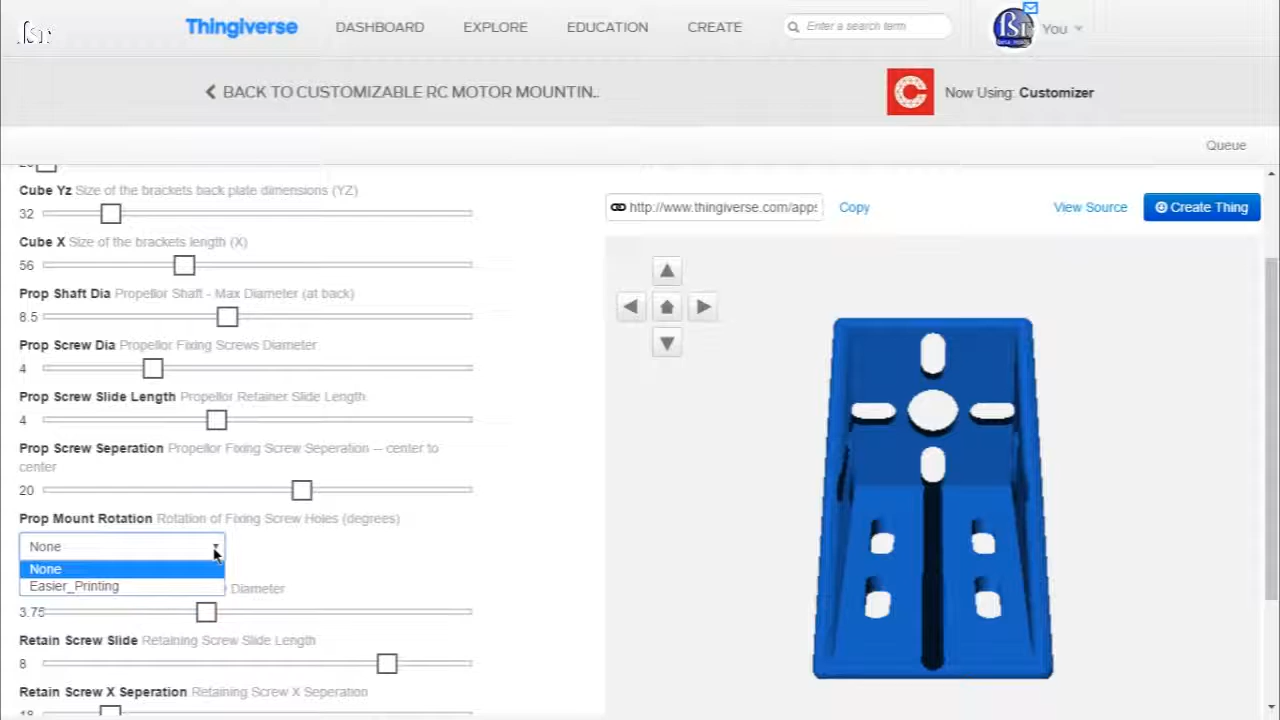 Thingiverse
DASHBOARD
EXPLORE
EDUCATION
CREATE
Enter a search term
You
BACK TO CUSTOMIZABLE RC MOTOR MOUNTIN..
Now Using: Customizer
Queue
Cube Yz Size of the brackets back plate dimensions (YZ)
32
Cube X Size of the brackets length (X)
56
Prop Shaft Dia Propellor Shaft - Max Diameter (at back)
8.5
Prop Screw Dia Propellor Fixing Screws Diameter
4
Prop Screw Slide Length Propellor Retainer Slide Length
4
Prop Screw Seperation Propellor Fixing Screw Seperation -- center to
center
20
Prop Mount Rotation Rotation of Fixing Screw Holes (degrees)
None
None
Easier_Printing
Diameter
3.75
Retain Screw Slide Retaining Screw Slide Length
8
Retain Screw X Seperation Retaining Screw X Seperation
http://www.thingiverse.com/apps
Copy
View Source
Create Thing